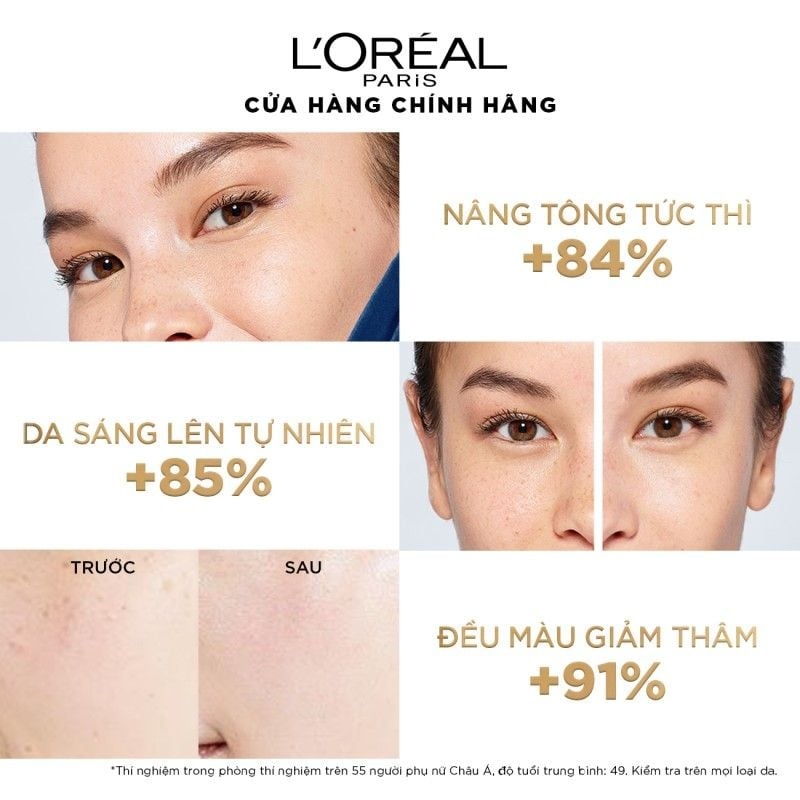 L'ORÉAL
PARiS
CỬA HÀNG CHÍNH HÃNG
NÂNG TÔNG TỨC THÌ
+84%
DA SÁNG LÊN TỰ NHIÊN
+85%
TRƯỚC
SAU
ĐỀU MÀU GIẢM THÂM
+91%
*Thí nghiệm trong phòng thí nghiệm trên 55 người phụ nữ Châu Á, độ tuổi trung bình: 49. Kiểm tra trên mọi loại da.